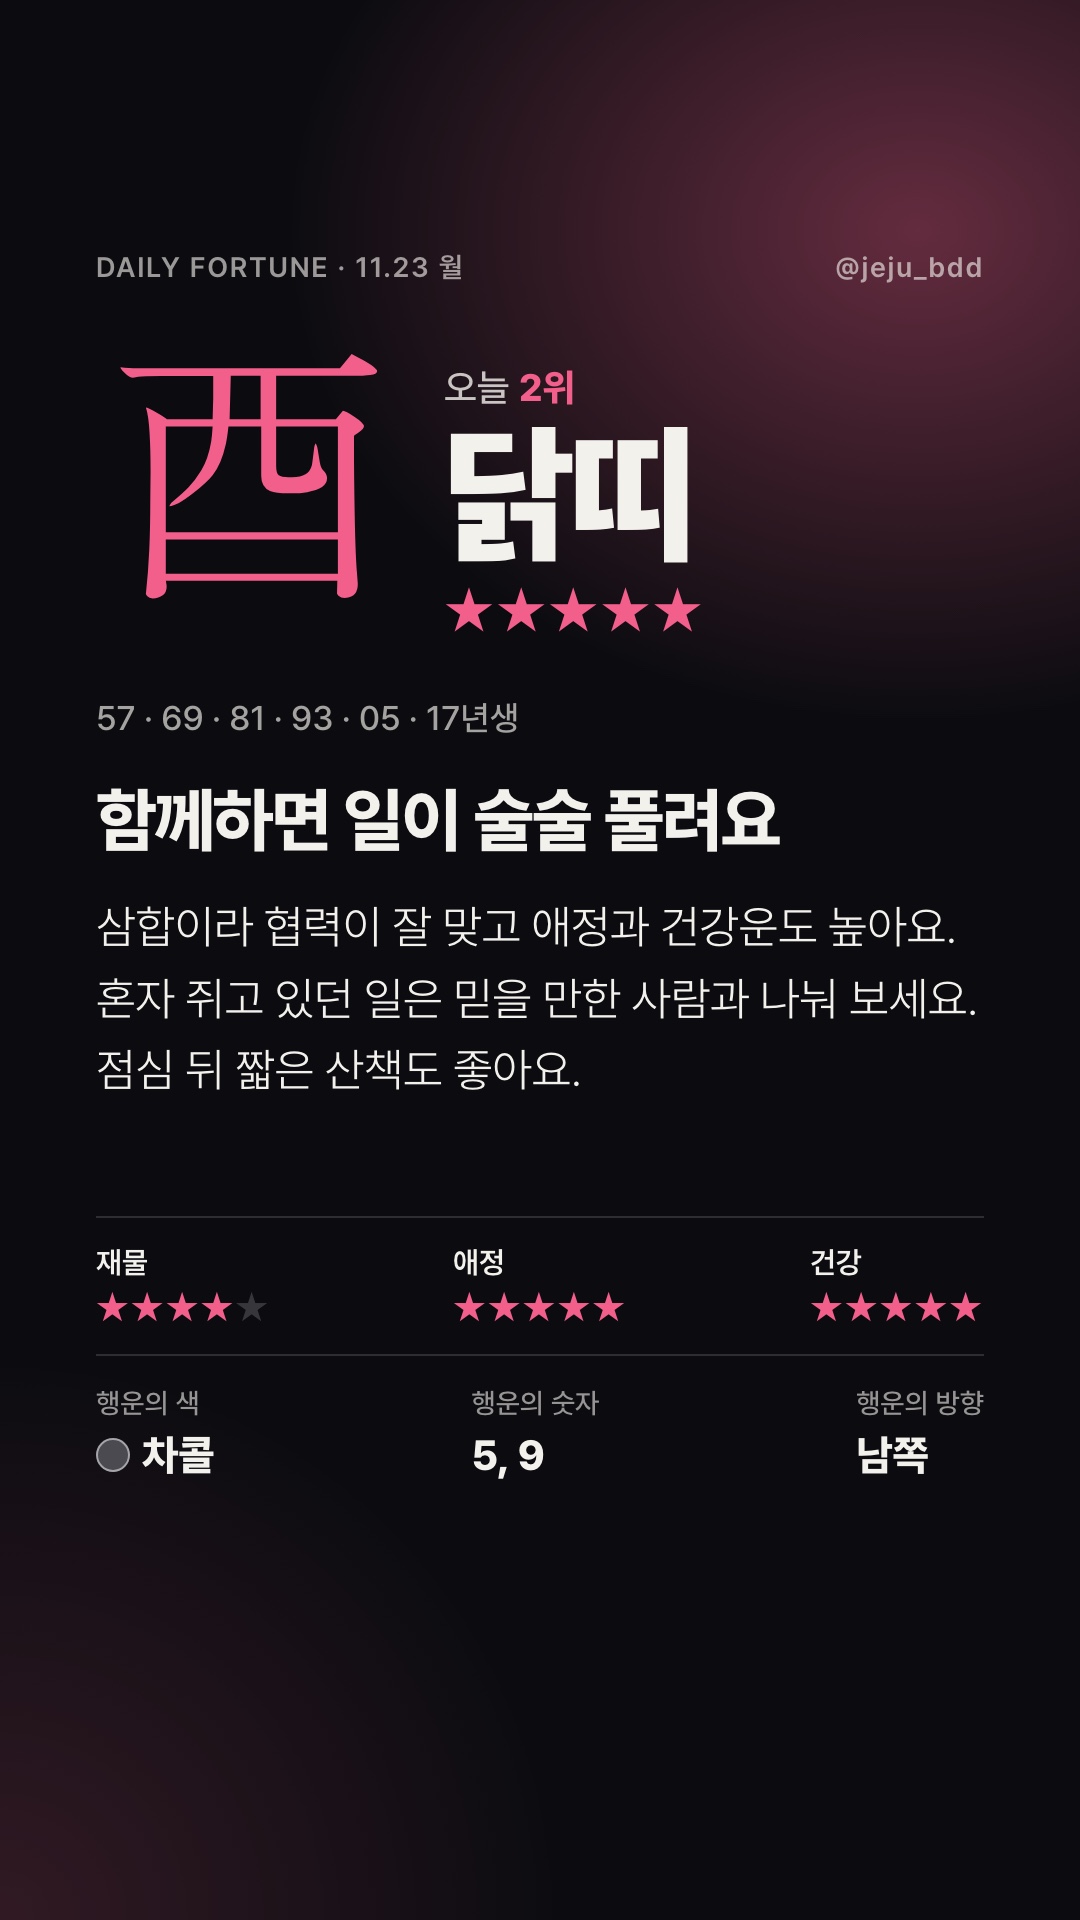 DAILY FORTUNE · 11.23 월
@jeju_bdd
酉
오늘 2위
닭띠
★★★★★
57 · 69 · 81 · 93 · 05 · 17년생
함께하면 일이 술술 풀려요
삼합이라 협력이 잘 맞고 애정과 건강운도 높아요.
혼자 쥐고 있던 일은 믿을 만한 사람과 나눠 보세요.
점심 뒤 짧은 산책도 좋아요.
재물 애정 건강
★★★★★ ★★★★★ ★★★★★
행운의 색 행운의 숫자 행운의 방향
차콜 5, 9 남쪽